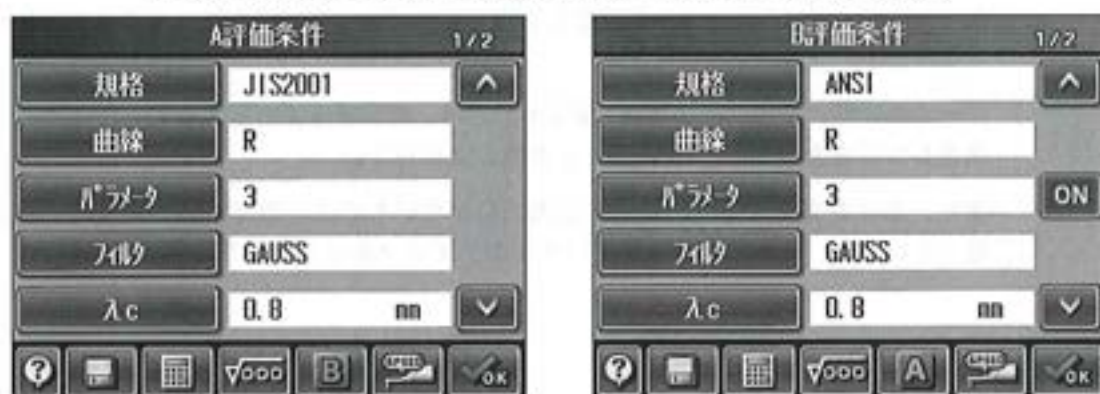 A評価条件 1/2
規格 JIS2001
曲線 R
パラメータ 3
フィルタ GAUSS
λc 0.8 mm
B
OK
B評価条件 1/2
規格 ANSI
曲線 R
パラメータ 3 ON
フィルタ GAUSS
λc 0.8 mm
A
OK